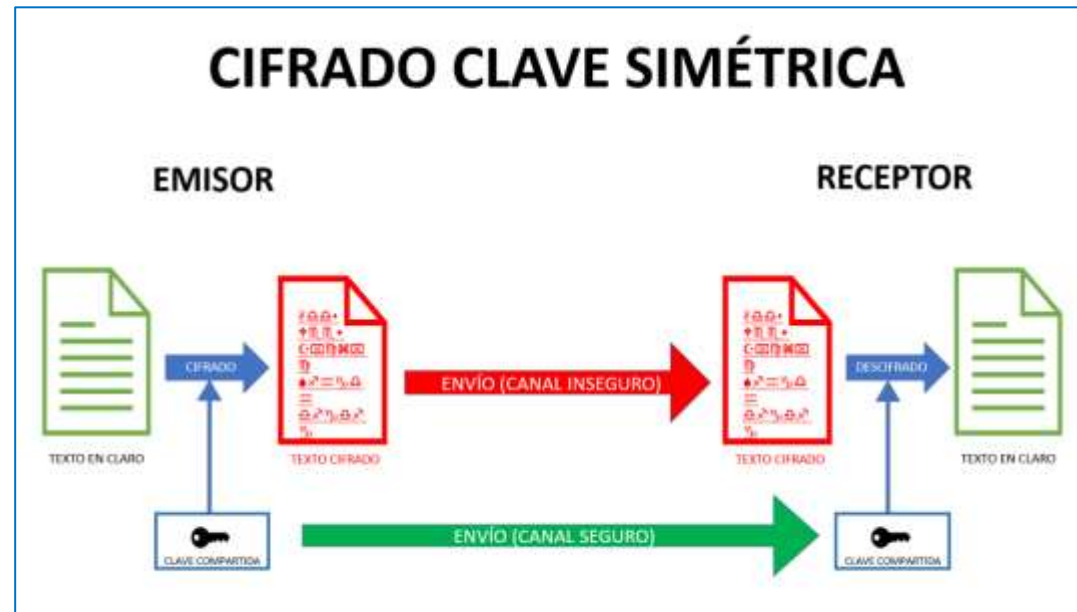 CIFRADO CLAVE SIMÉTRICA
EMISOR
RECEPTOR
CIFRADO
ENVÍO (CANAL INSEGURO)
DESCIFRADO
TEXTO EN CLARO
TEXTO CIFRADO
TEXTO CIFRADO
TEXTO EN CLARO
ENVÍO (CANAL SEGURO)
CLAVE COMPARTIDA
CLAVE COMPARTIDA